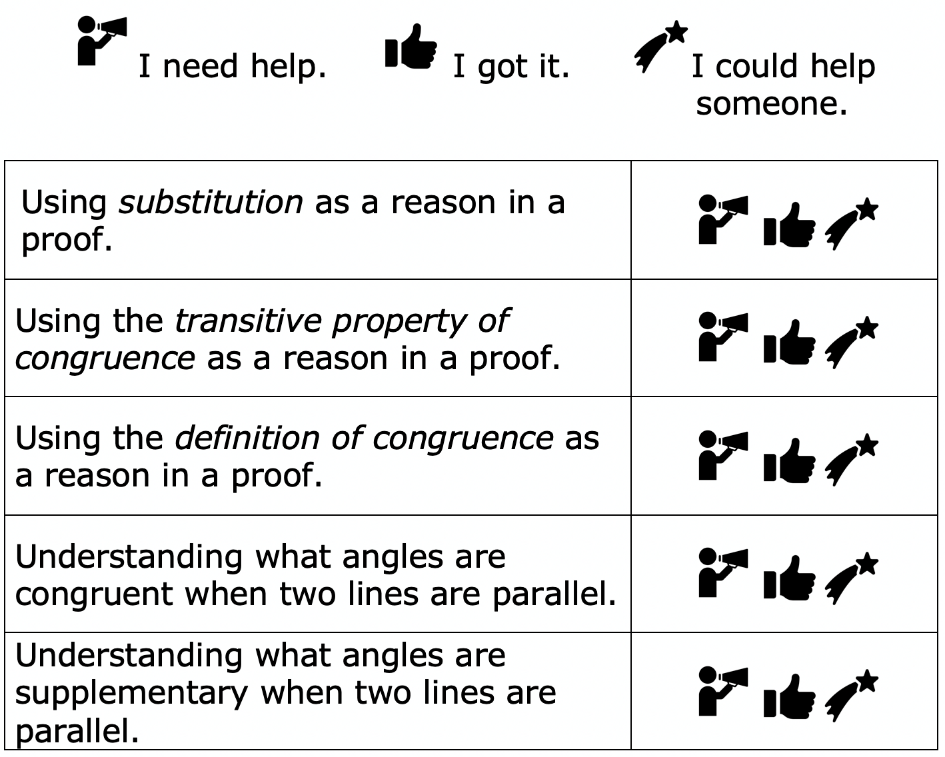 I need help.
I got it.
I could help
someone.
Using substitution as a reason in a
proof.
Using the transitive property of
congruence as a reason in a proof.
Using the definition of congruence as
a reason in a proof.
Understanding what angles are
congruent when two lines are parallel.
Understanding what angles are
supplementary when two lines are
parallel.